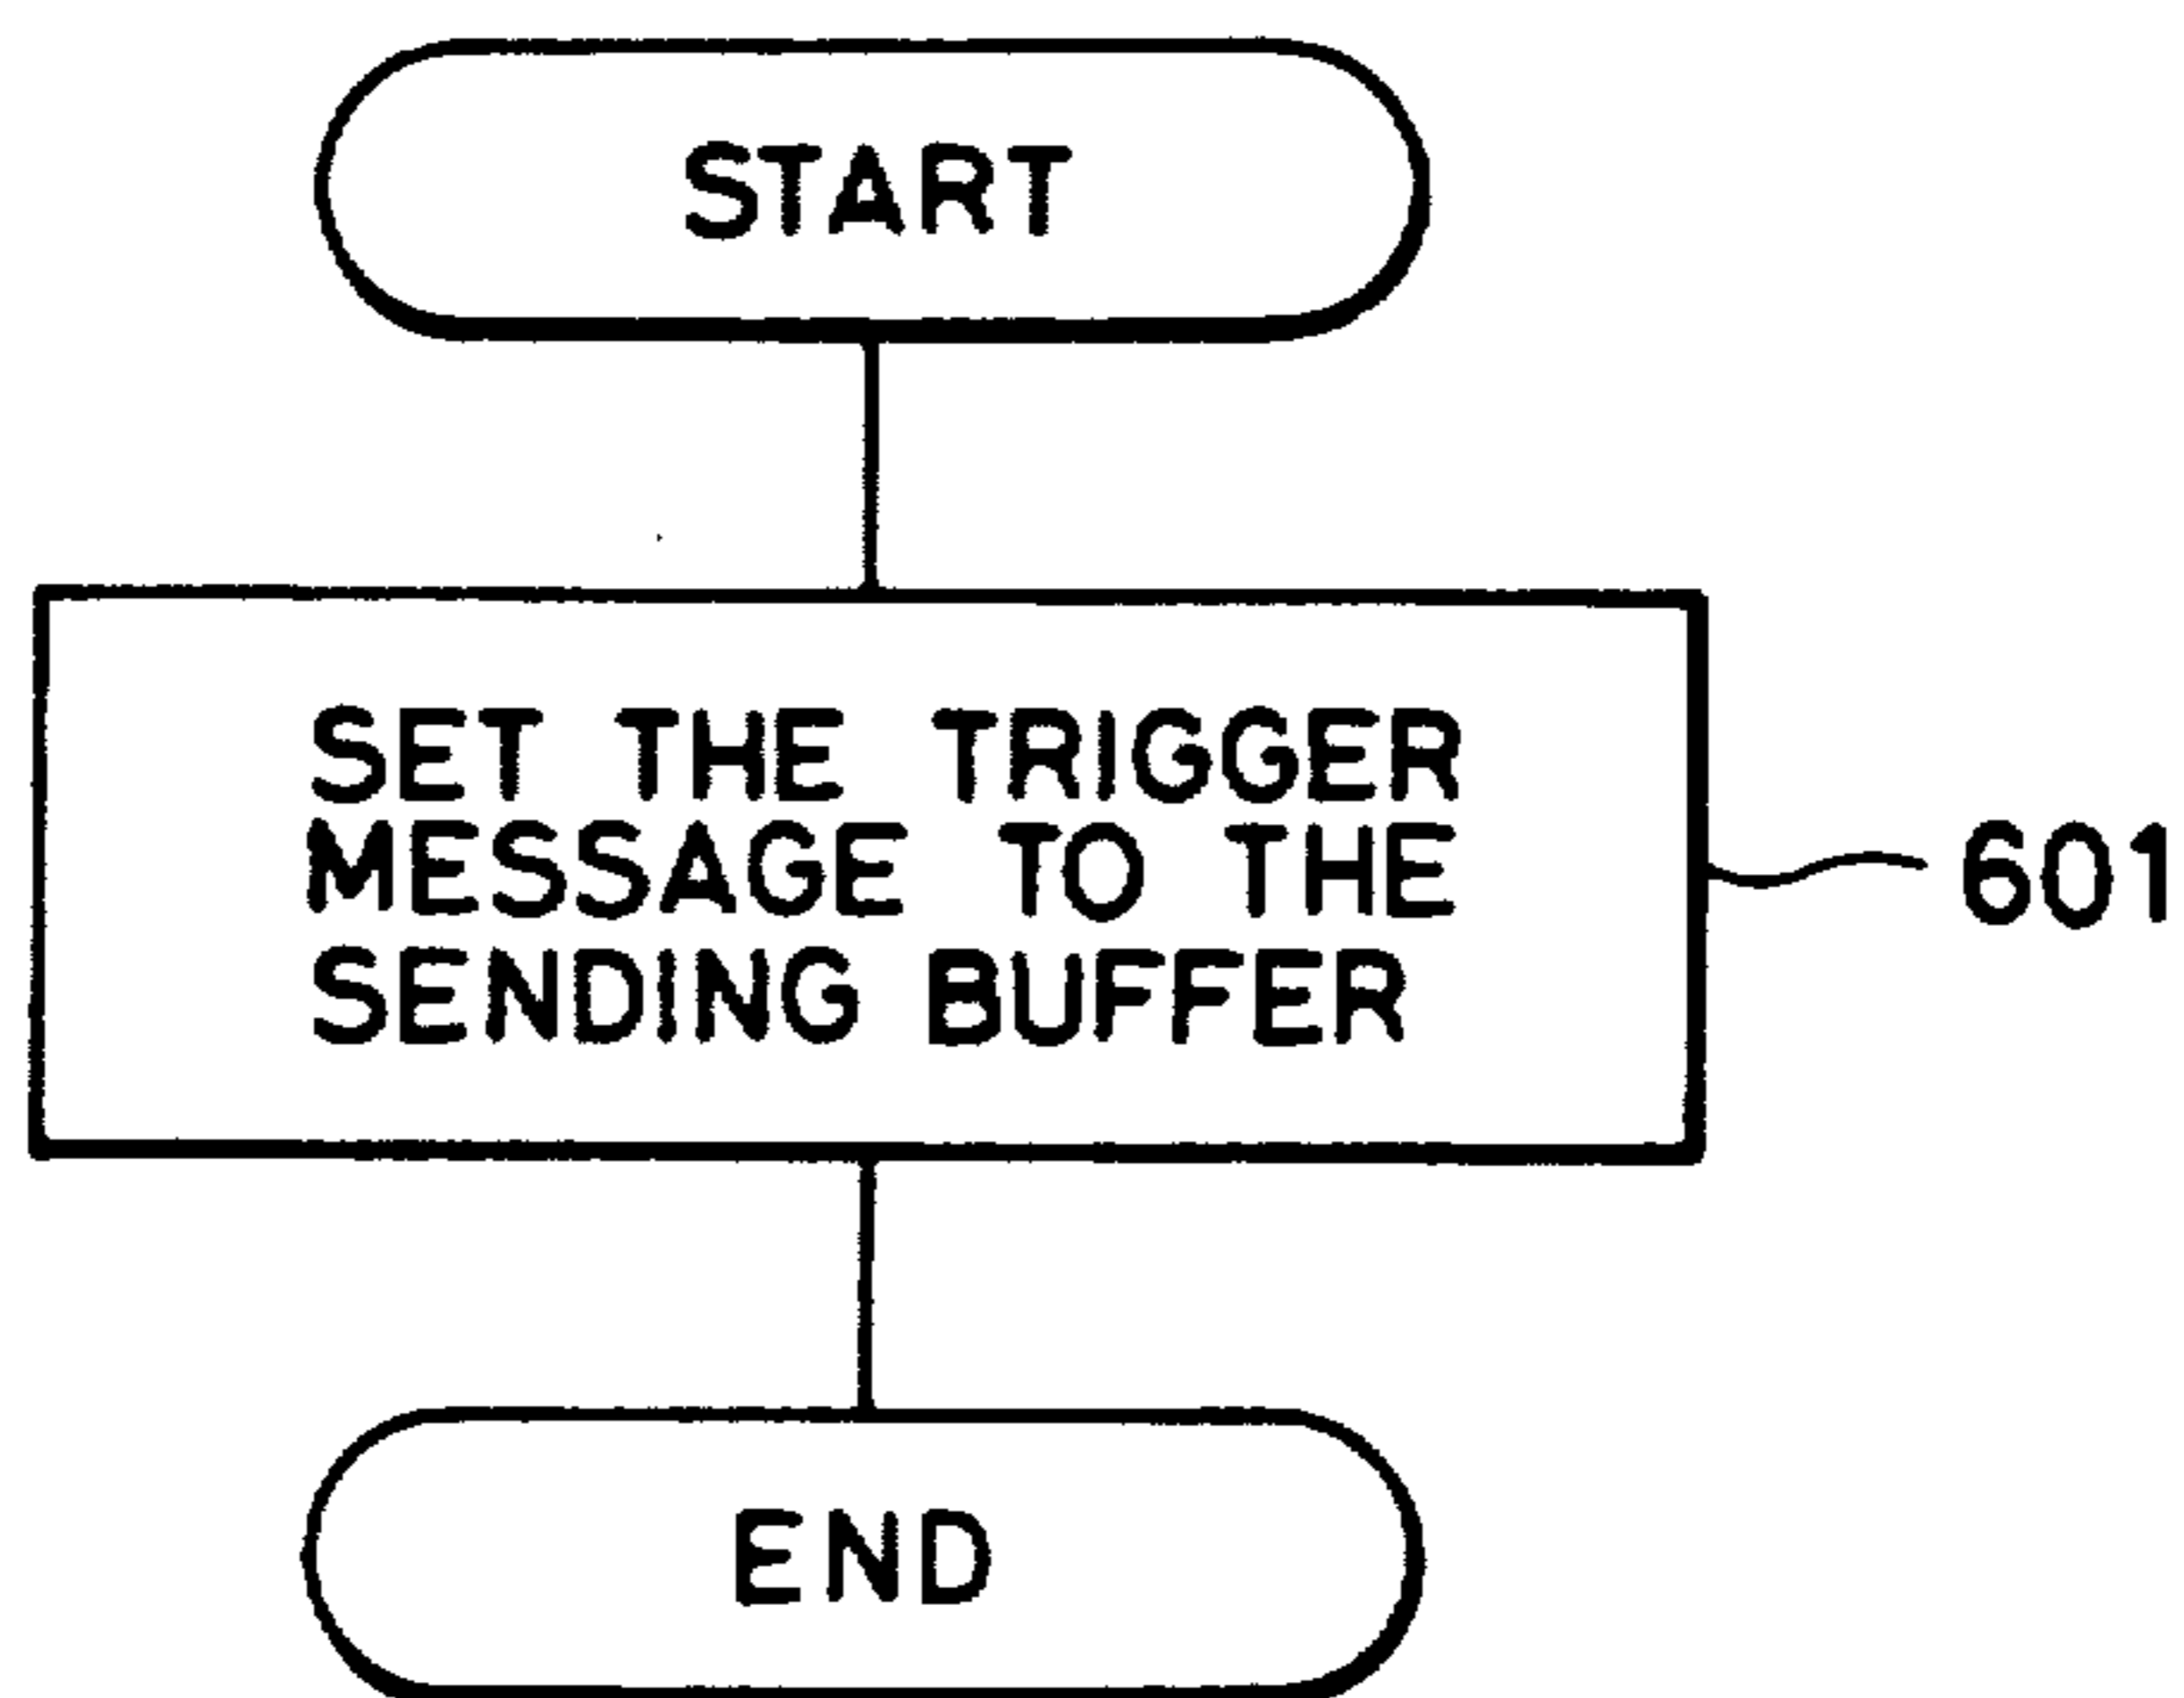 START
SET THE TRIGGER
MESSAGE TO THE
SENDING BUFFER
601
END